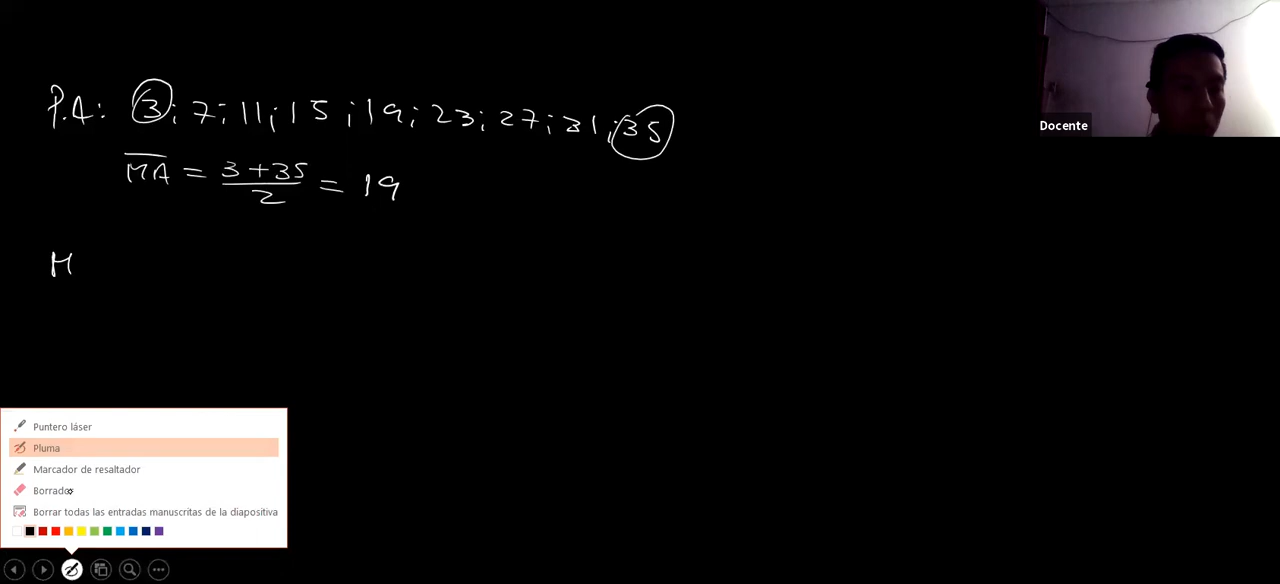 P.A: 3; 7; 11; 15; 19; 23; 27; 31; 35
Docente
MA = 3+35/2 = 19
M
Puntero láser
Pluma
Marcador de resaltador
Borrador
Borrar todas las entradas manuscritas de la diapositiva